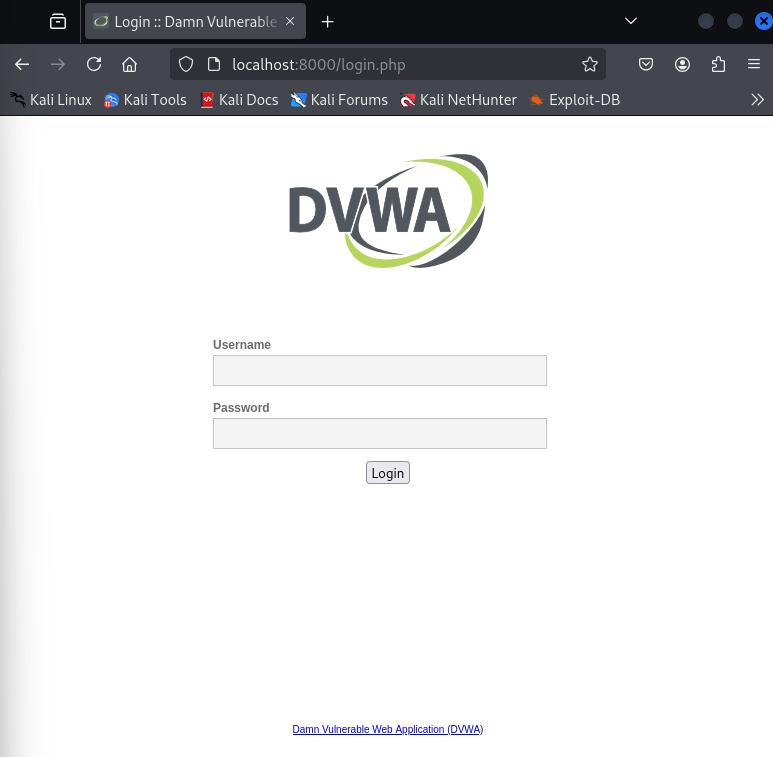 Login :: Damn Vulnerable
localhost:8000/login.php
Kali Linux Kali Tools Kali Docs Kali Forums Kali NetHunter Exploit-DB
DVWA
Username
Password
Login
Damn Vulnerable Web Application (DVWA)